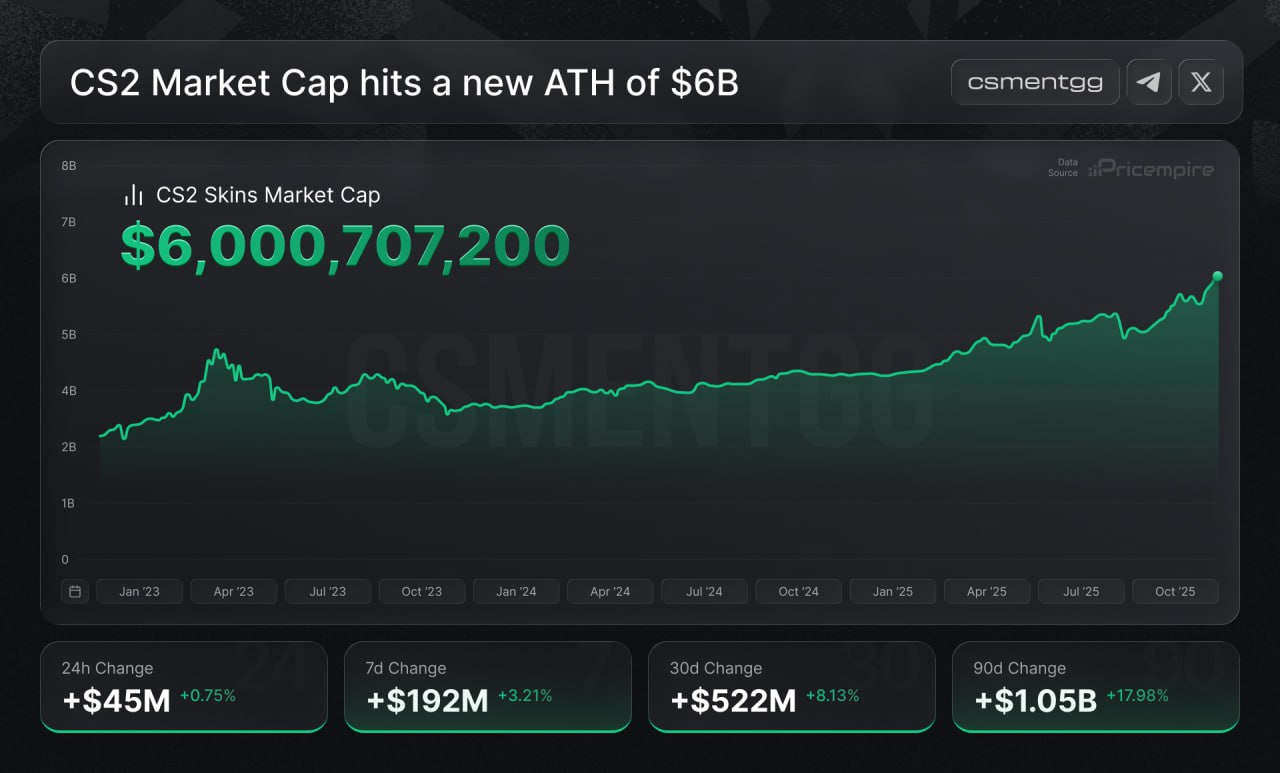 CS2 Market Cap hits a new ATH of $6B
csmentgg
X
8B
Data
Source
Pricempire
CS2 Skins Market Cap
7B
$6,000,707,200
6B
5B
CSMENTGG
4B
2B
1B
0
Jan '23
Apr '23
Jul '23
Oct '23
Jan '24
Apr '24
Jul '24
Oct '24
Jan '25
Apr '25
Jul '25
Oct '25
24h Change
24
+$45M +0.75%
7d Change
7
+$192M +3.21%
30d Change
30
+$522M +8.13%
90d Change
90
+$1.05B +17.98%